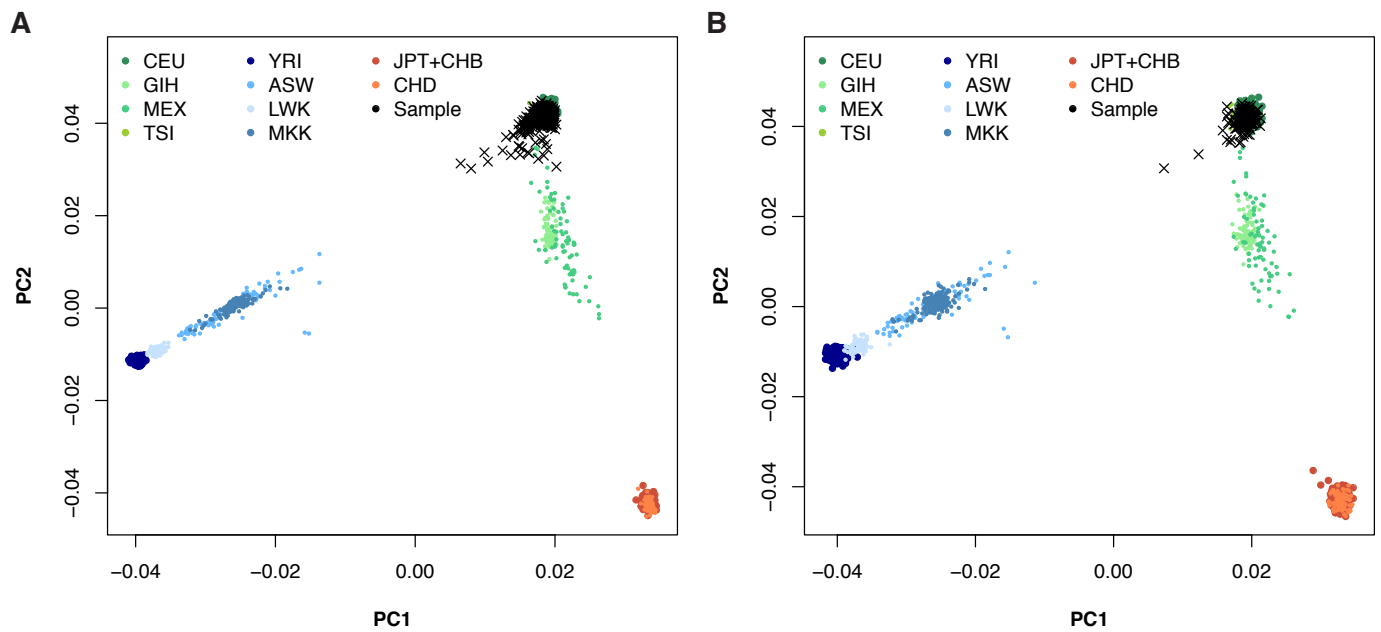 A
CEU YRI JPT+CHB
GIH ASW CHD
MEX LWK Sample
TSI MKK
PC2
0.04
0.02
0.00
−0.02
−0.04
−0.04 −0.02 0.00 0.02
PC1
B
CEU YRI JPT+CHB
GIH ASW CHD
MEX LWK Sample
TSI MKK
PC2
0.04
0.02
0.00
−0.02
−0.04
−0.04 −0.02 0.00 0.02
PC1